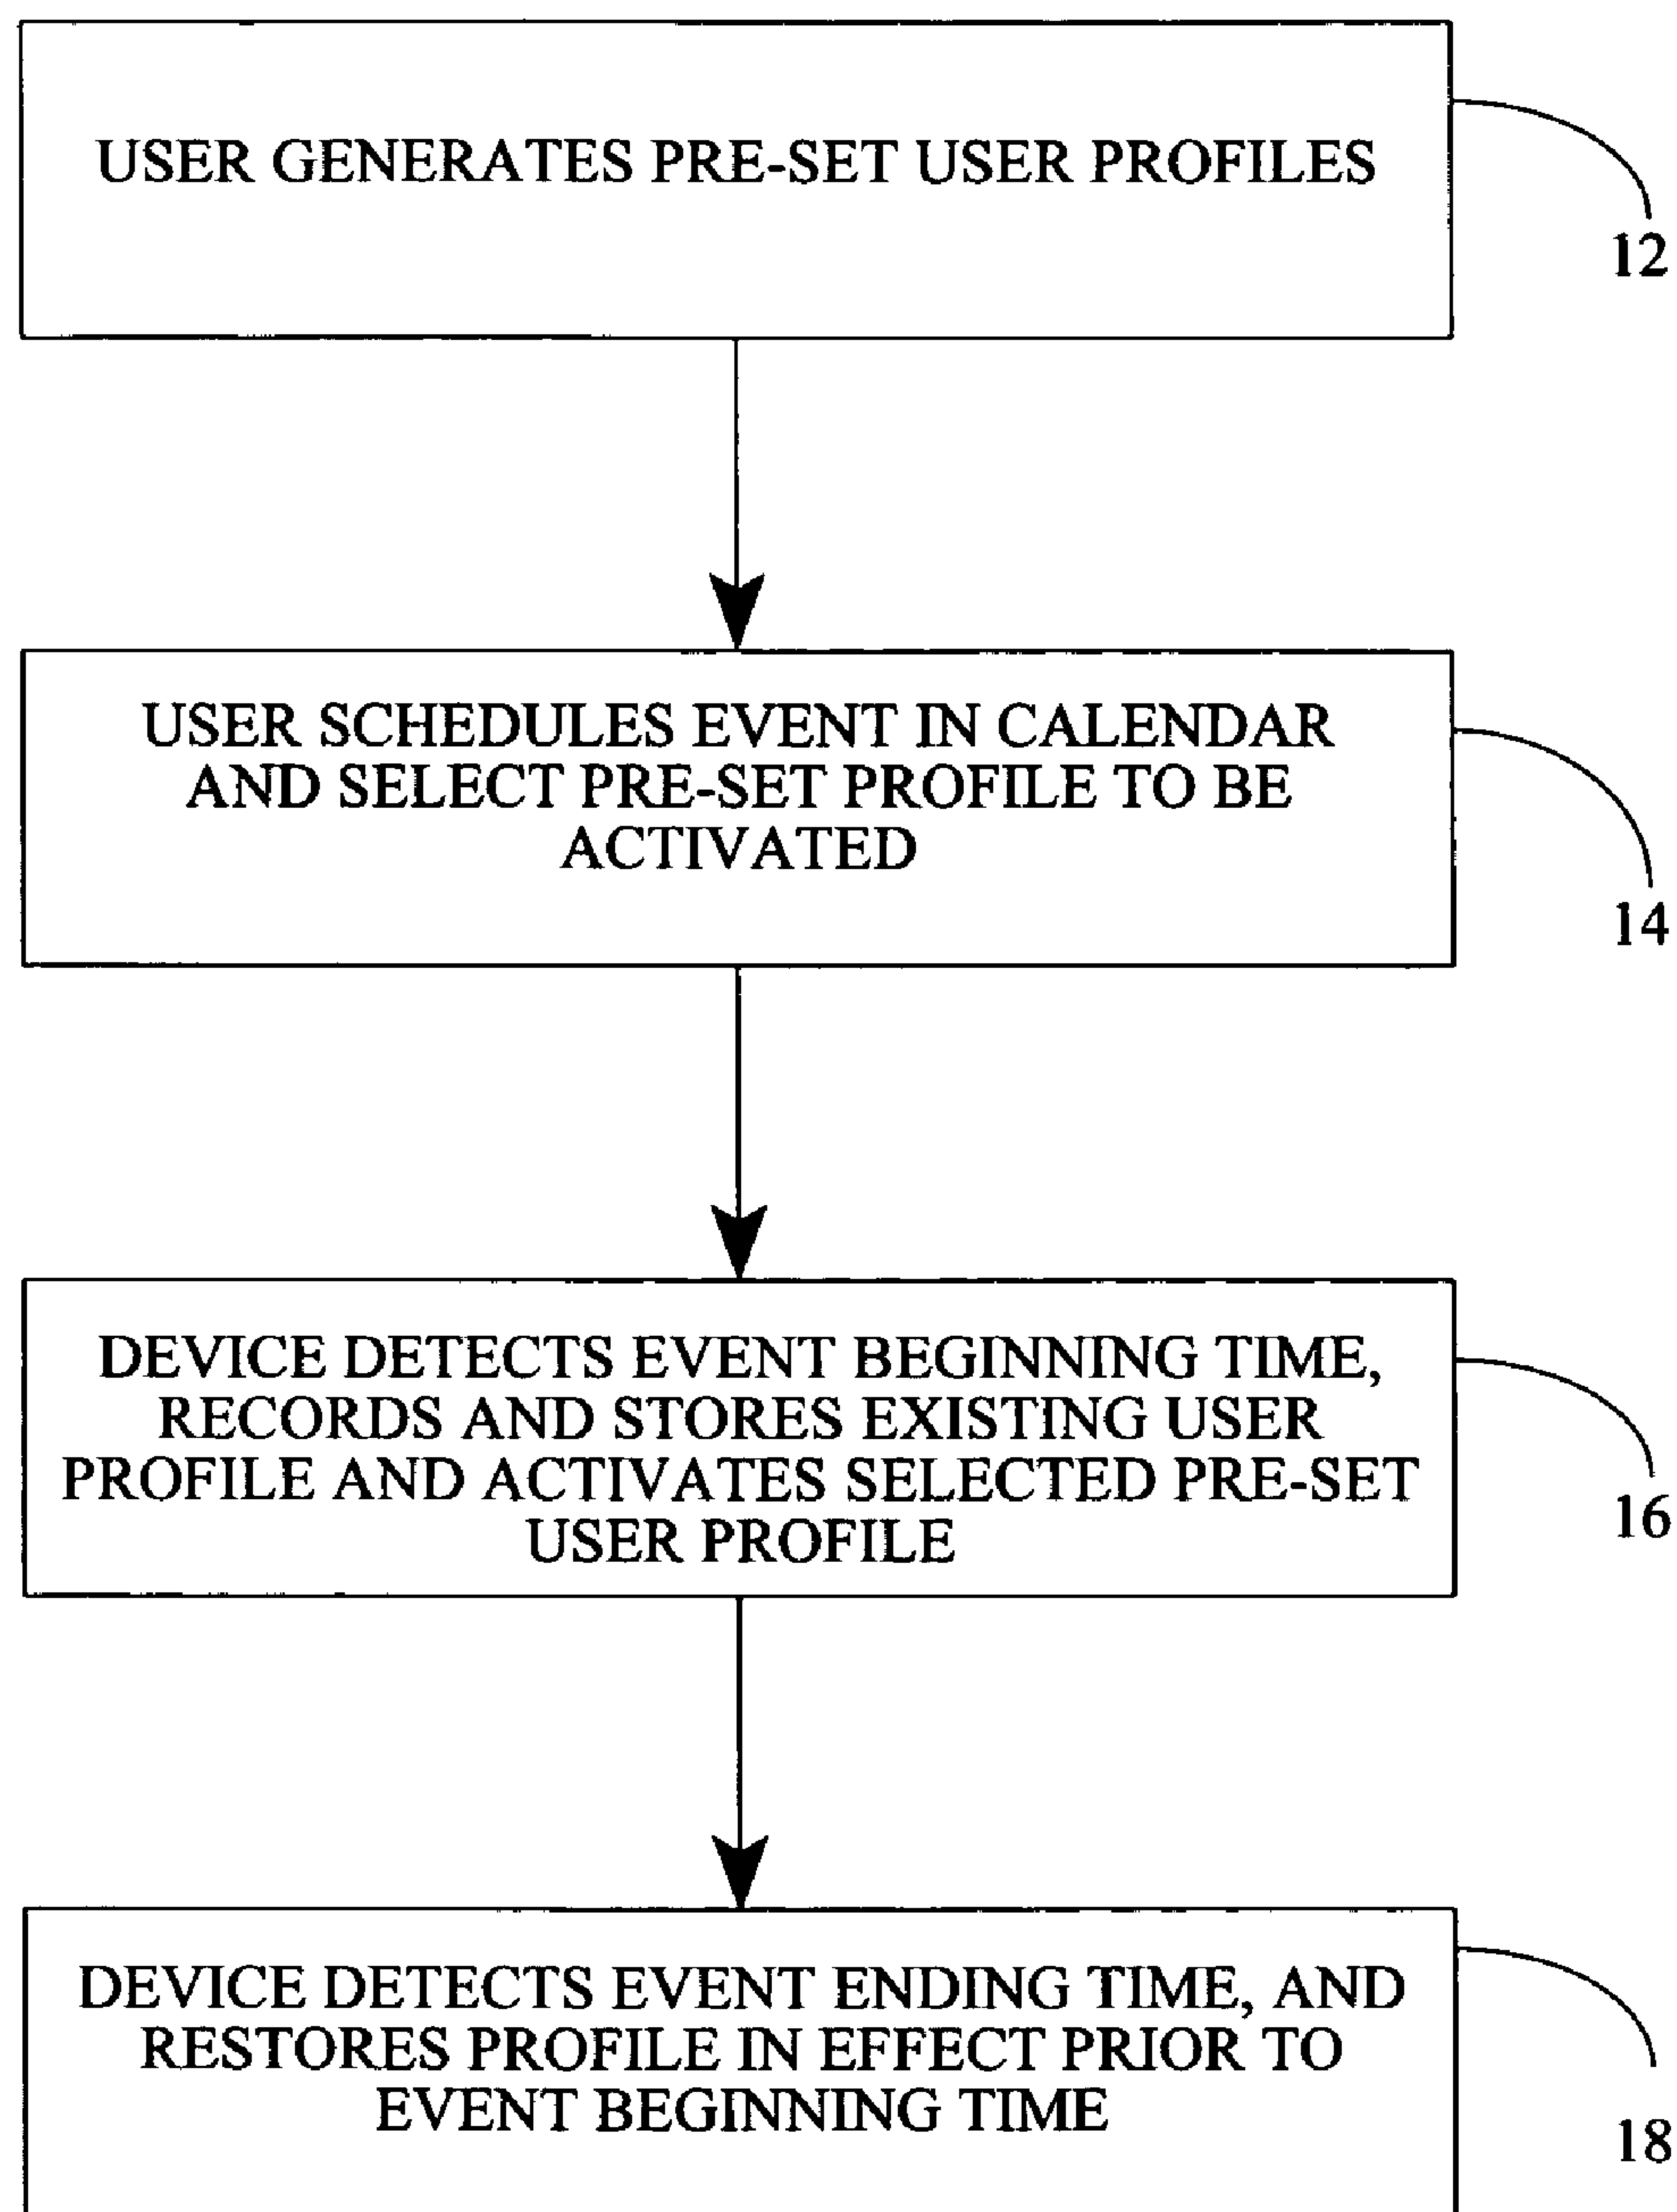 USER GENERATES PRE-SET USER PROFILES
12
USER SCHEDULES EVENT IN CALENDAR
AND SELECT PRE-SET PROFILE TO BE
ACTIVATED
14
DEVICE DETECTS EVENT BEGINNING TIME,
RECORDS AND STORES EXISTING USER
PROFILE AND ACTIVATES SELECTED PRE-SET
USER PROFILE
16
DEVICE DETECTS EVENT ENDING TIME, AND
RESTORES PROFILE IN EFFECT PRIOR TO
EVENT BEGINNING TIME
18